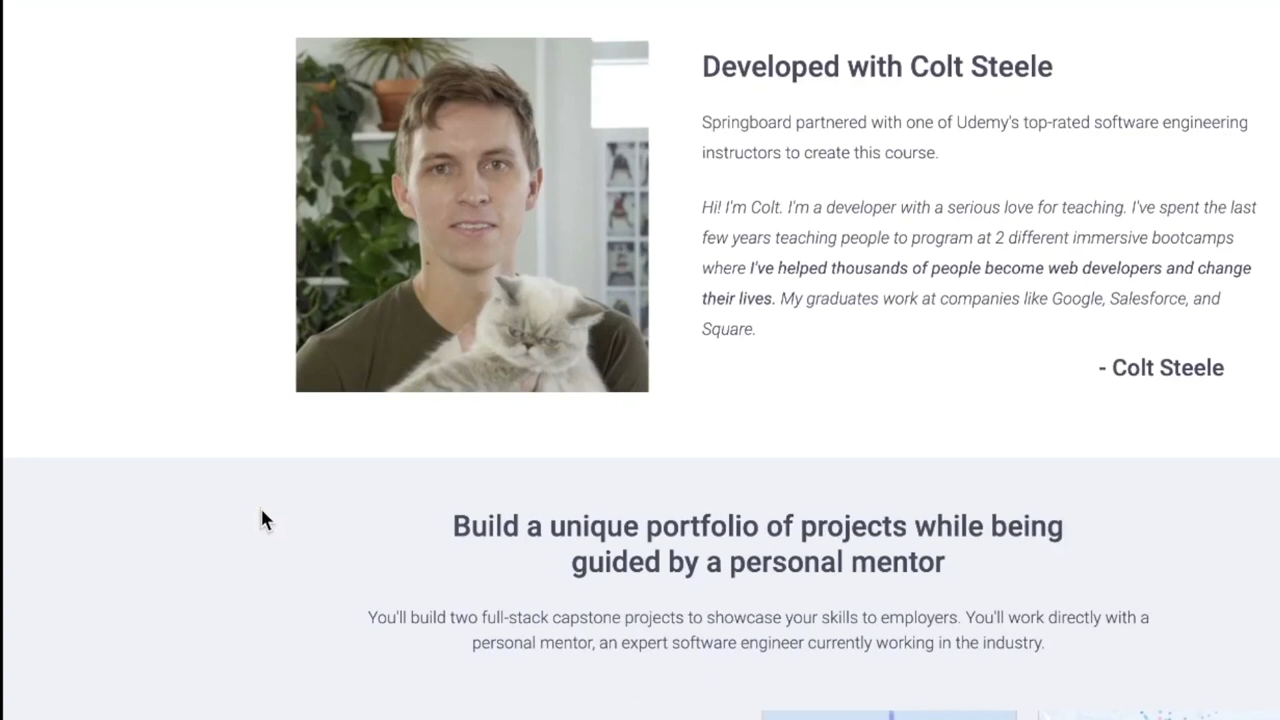 Developed with Colt Steele
Springboard partnered with one of Udemy's top-rated software engineering
instructors to create this course.
Hi! I'm Colt. I'm a developer with a serious love for teaching. I've spent the last
few years teaching people to program at 2 different immersive bootcamps
where I've helped thousands of people become web developers and change
their lives. My graduates work at companies like Google, Salesforce, and
Square.
- Colt Steele
Build a unique portfolio of projects while being
guided by a personal mentor
You'll build two full-stack capstone projects to showcase your skills to employers. You'll work directly with a
personal mentor, an expert software engineer currently working in the industry.